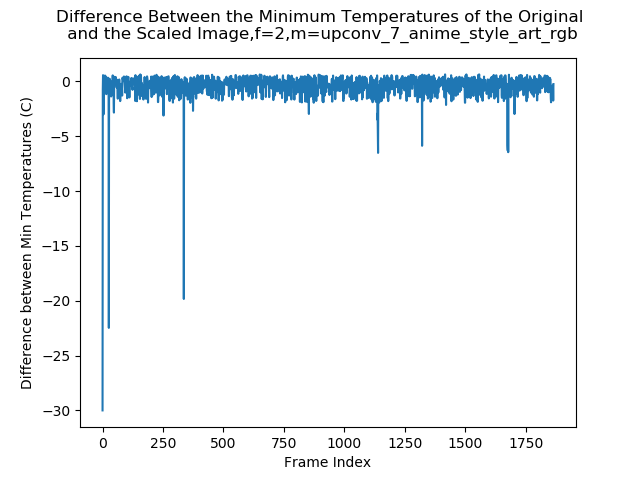 Difference Between the Minimum Temperatures of the Original
and the Scaled Image,f=2,m=upconv_7_anime_style_art_rgb
Difference between Min Temperatures (C)
0
−5
−10
−15
−20
−25
−30
0 250 500 750 1000 1250 1500 1750
Frame Index